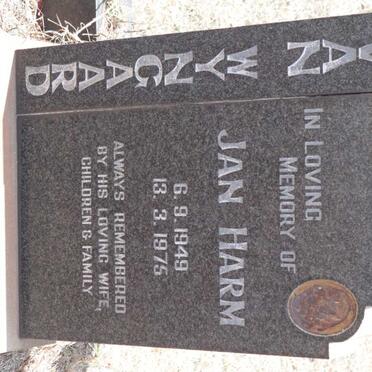 VAN
WYNGAARD
IN LOVING
MEMORY OF
JAN HARM
6.9.1949
13.3.1975
ALWAYS REMEMBERED
BY HIS LOVING WIFE,
CHILDREN & FAMILY